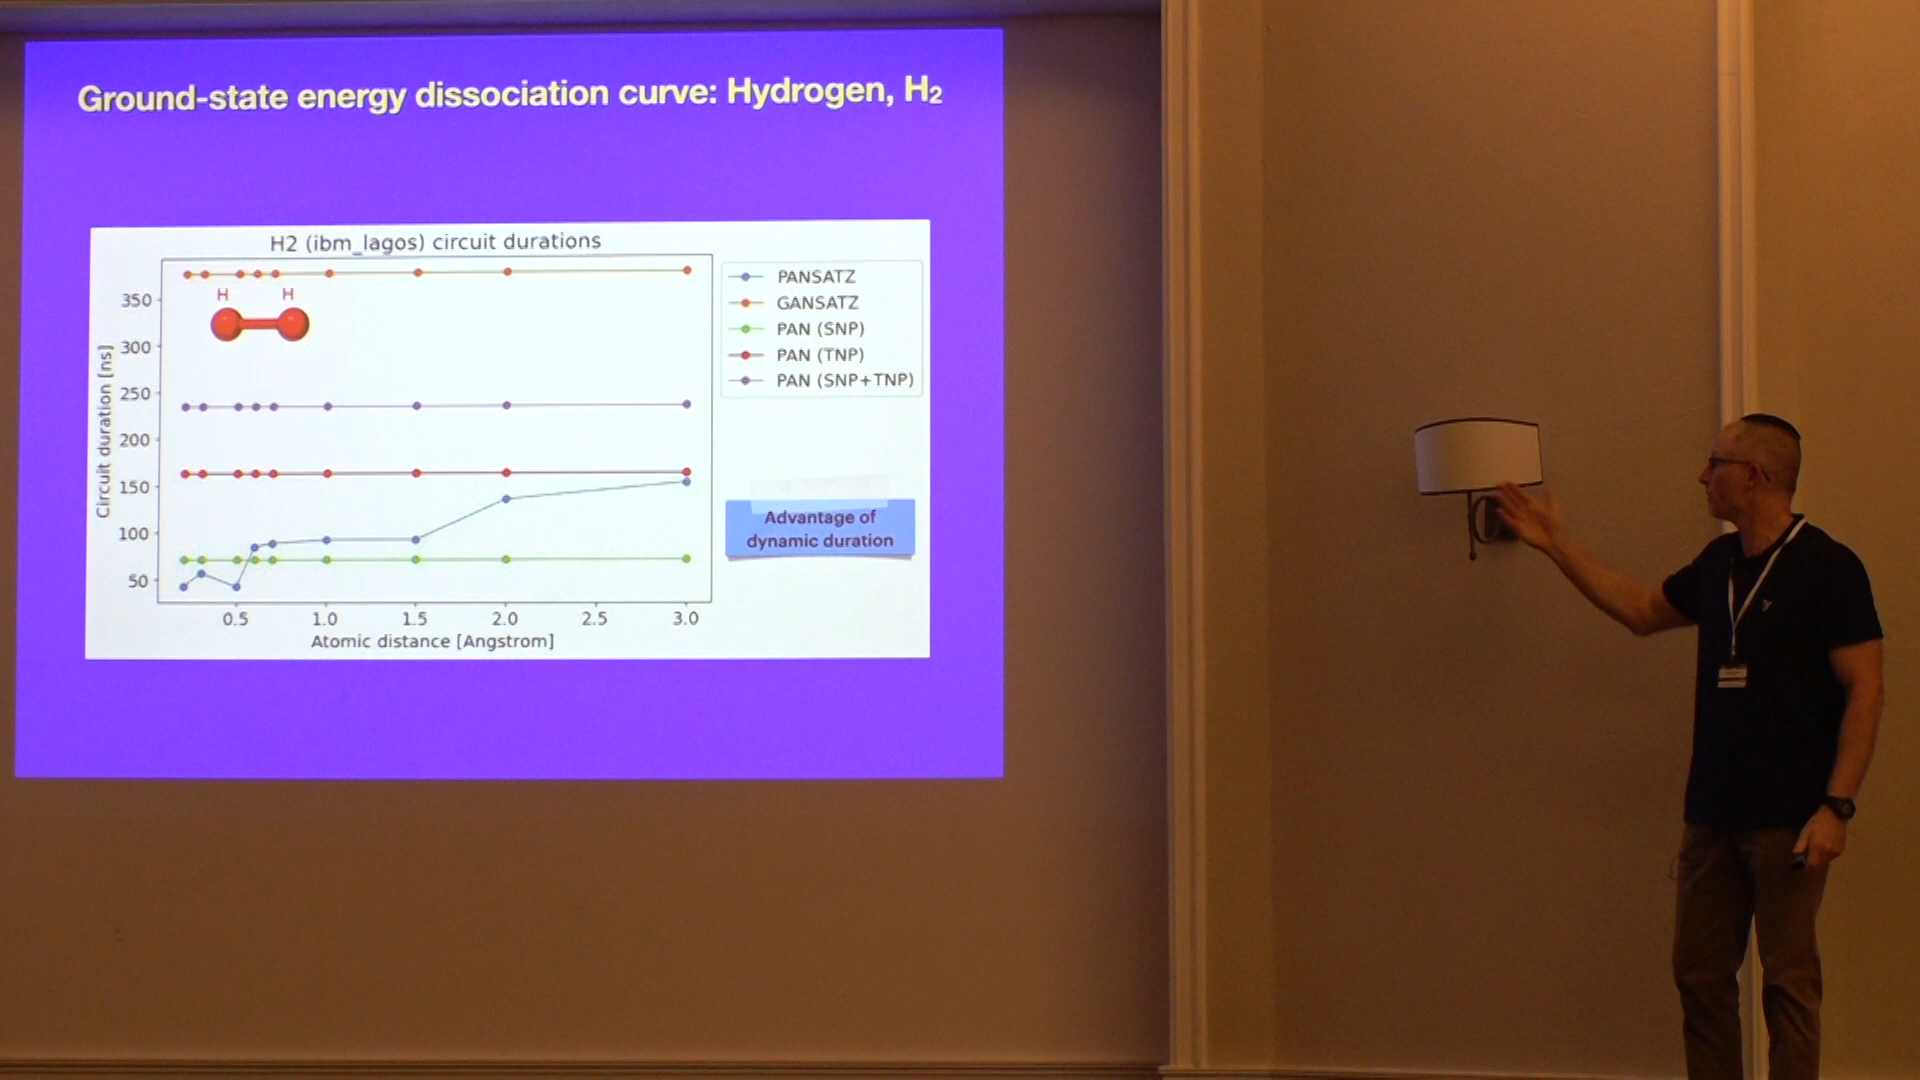 Ground-state energy dissociation curve: Hydrogen, H₂
H2 (ibm_lagos) circuit durations
H H
350
300
250
200
150
100
50
Circuit duration [ns]
0.5 1.0 1.5 2.0 2.5 3.0
Atomic distance [Angstrom]
PANSATZ
GANSATZ
PAN (SNP)
PAN (TNP)
PAN (SNP+TNP)
Advantage of
dynamic duration